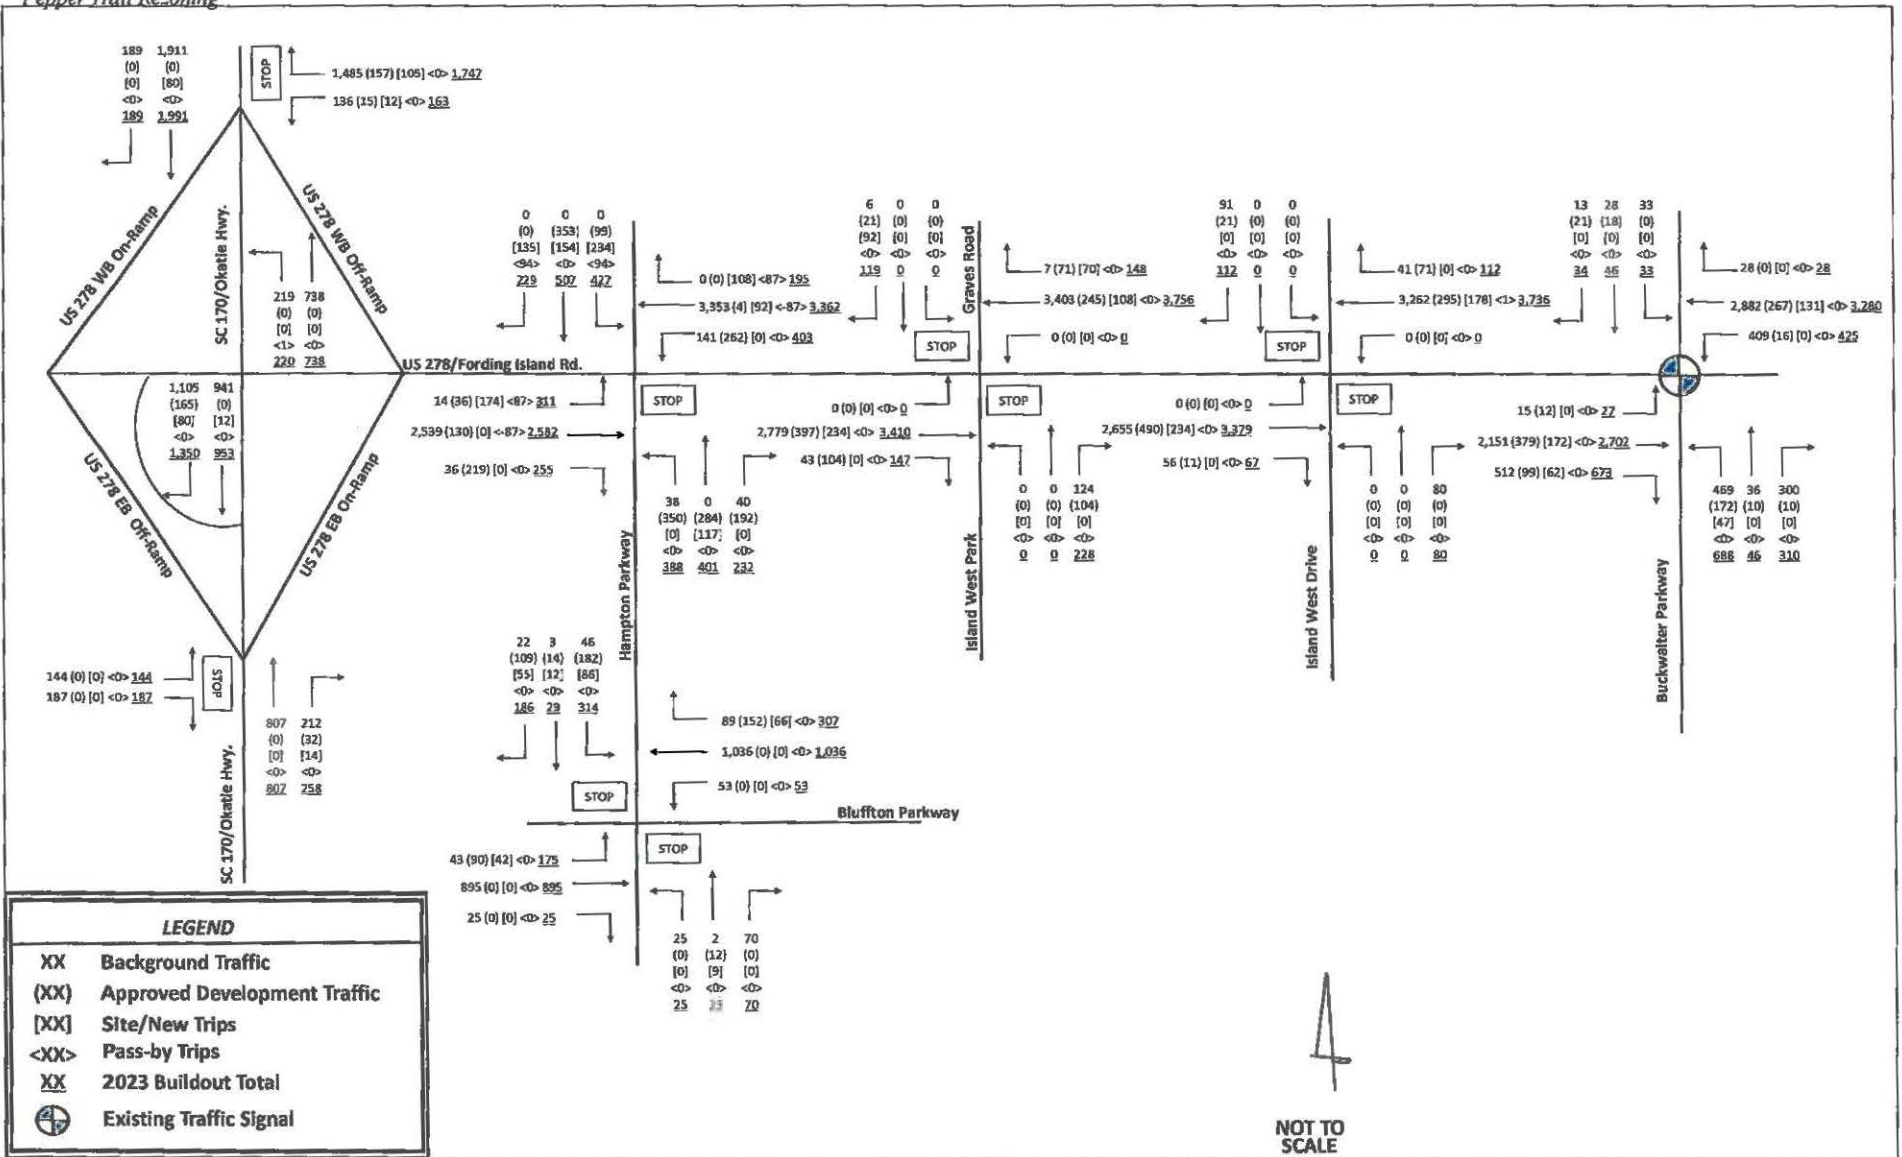 Pepper Hall Rezoning
189 1,911
(0) (0)
[0] [80]
<0> <0>
189 1,991
STOP
1,485 (157) [105] <0> 1,747
136 (15) [12] <0> 163
US 278 WB On-Ramp
SC 170/Okatie Hwy.
US 278 WB Off-Ramp
219 738
(0) (0)
[0] [0]
<1> <0>
220 738
1,105 941
(165) (0)
[80] [12]
<0> <0>
1,350 953
US 278 EB Off-Ramp
US 278 EB On-Ramp
144 (0) [0] <0> 144
187 (0) [0] <0> 187
STOP
807 212
(0) (32)
[0] [14]
<0> <0>
807 258
SC 170/Okatie Hwy.
US 278/Fording Island Rd.
0 0 0
(0) (353) (99)
[135] [154] [234]
<94> <0> <94>
229 507 427
0 (0) [108] <87> 195
3,353 (4) [92] <-87> 3,362
141 (262) [0] <0> 403
14 (36) [174] <87> 311
2,539 (130) [0] <-87> 2,582
36 (219) [0] <0> 255
STOP
38 0 40
(350) (284) (192)
[0] [117] [0]
<0> <0> <0>
388 401 232
Hampton Parkway
6 0 0
(21) (0) (0)
[92] [0] [0]
<0> <0> <0>
119 0 0
Graves Road
STOP
7 (71) [70] <0> 148
3,403 (245) [108] <0> 3,756
0 (0) [0] <0> 0
0 (0) [0] <0> 0
2,779 (397) [234] <0> 3,410
43 (104) [0] <0> 147
STOP
0 0 124
(0) (0) (104)
[0] [0] [0]
<0> <0> <0>
0 0 228
Island West Park
91 0 0
(21) (0) (0)
[0] [0] [0]
<0> <0> <0>
112 0 0
STOP
41 (71) [0] <0> 112
3,262 (295) [178] <1> 3,736
0 (0) [0] <0> 0
0 (0) [0] <0> 0
2,655 (490) [234] <0> 3,379
56 (11) [0] <0> 67
STOP
0 0 80
(0) (0) (0)
[0] [0] [0]
<0> <0> <0>
0 0 80
Island West Drive
13 28 33
(21) (18) (0)
[0] [0] [0]
<0> <0> <0>
34 46 33
28 (0) [0] <0> 28
2,882 (267) [131] <0> 3,280
409 (16) [0] <0> 425
15 (12) [0] <0> 27
2,151 (379) [172] <0> 2,702
512 (99) [62] <0> 673
469 36 300
(172) (10) (10)
[47] [0] [0]
<0> <0> <0>
688 46 310
Buckwalter Parkway
22 3 46
(109) (14) (182)
[55] [12] [86]
<0> <0> <0>
186 29 314
STOP
89 (152) [66] <0> 307
1,036 (0) [0] <0> 1,036
53 (0) [0] <0> 53
Bluffton Parkway
43 (90) [42] <0> 175
895 (0) [0] <0> 895
25 (0) [0] <0> 25
STOP
25 2 70
(0) (12) (0)
[0] [9] [0]
<0> <0> <0>
25 23 70
LEGEND
XX Background Traffic
(XX) Approved Development Traffic
[XX] Site/New Trips
<XX> Pass-by Trips
XX 2023 Buildout Total
Existing Traffic Signal
NOT TO
SCALE